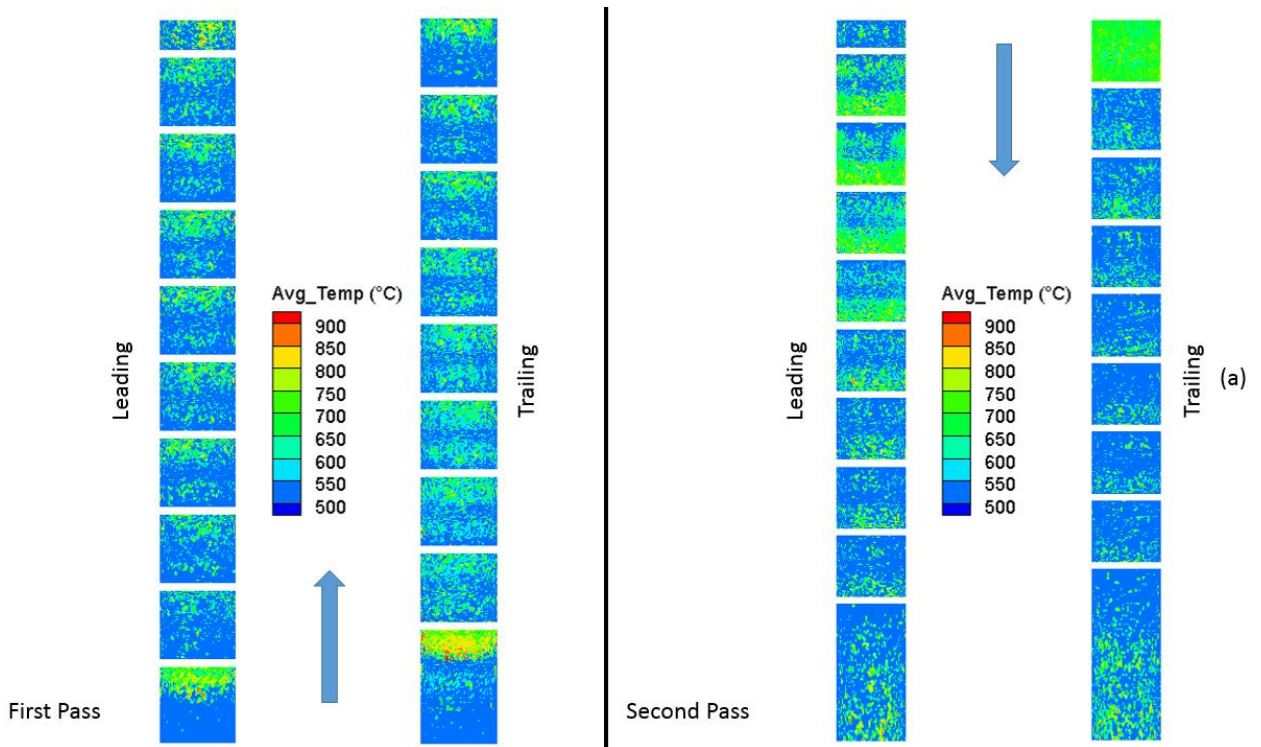 Leading
Avg_Temp (°C)
900
850
800
750
700
650
600
550
500
Trailing
First Pass
Leading
Avg_Temp (°C)
900
850
800
750
700
650
600
550
500
Trailing
(a)
Second Pass